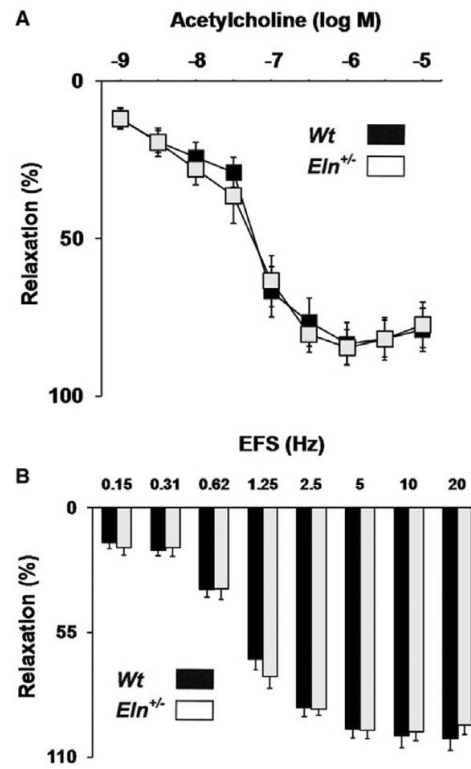 A
Acetylcholine (log M)
-9 -8 -7 -6 -5
0
50
100
Relaxation (%)
Wt
Eln+/-
B
EFS (Hz)
0.15 0.31 0.62 1.25 2.5 5 10 20
0
55
110
Relaxation (%)
Wt
Eln+/-